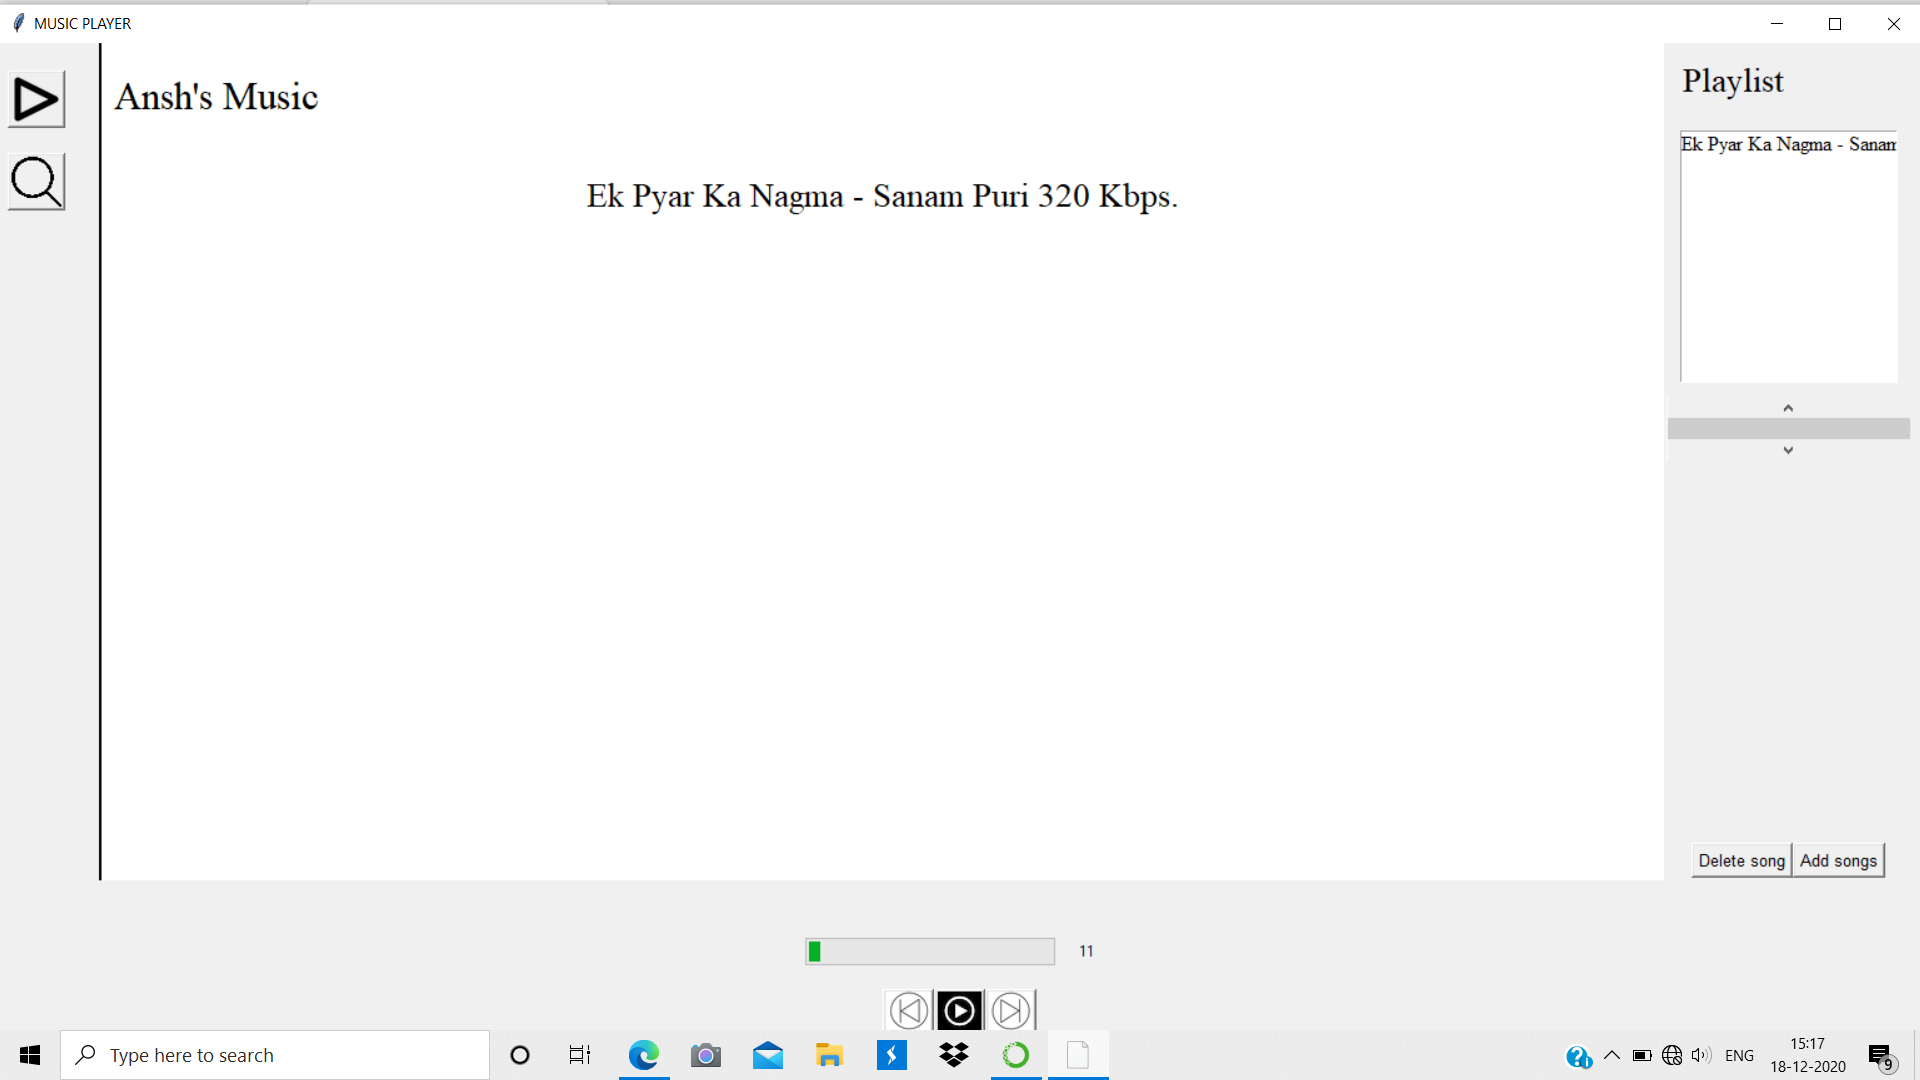 MUSIC PLAYER
Ansh's Music
Playlist
Ek Pyar Ka Nagma - Sanam
Ek Pyar Ka Nagma - Sanam Puri 320 Kbps.
Delete song
Add songs
11
Type here to search
ENG
15:17
18-12-2020
9